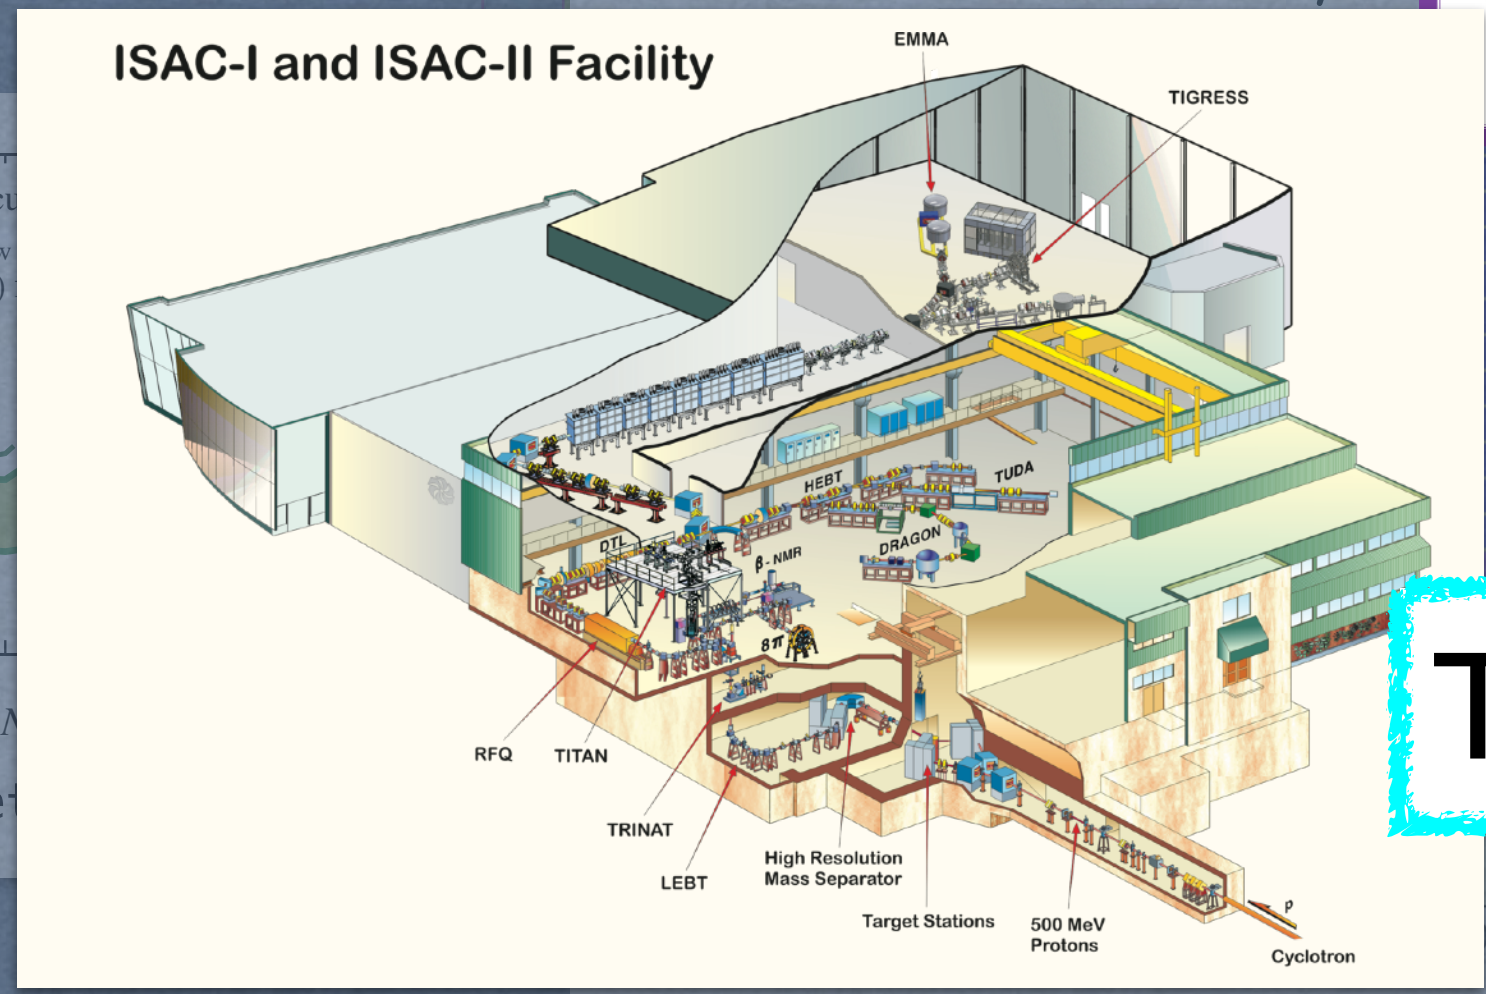 ISAC-I and ISAC-II Facility
EMMA
TIGRESS
HEBT
TUDA
DTL
β-NMR
DRAGON
8π
RFQ
TITAN
TRINAT
LEBT
High Resolution
Mass Separator
Target Stations
500 MeV
Protons
p
Cyclotron
T